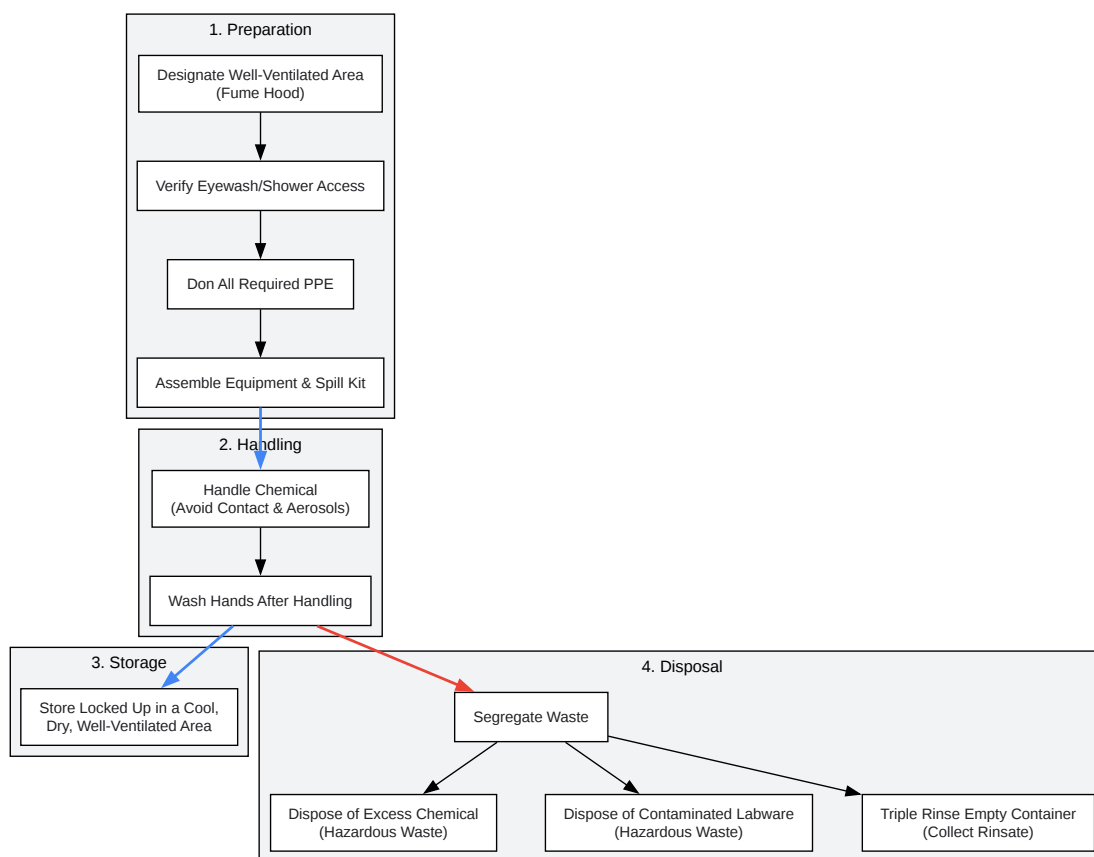 1. Preparation
Designate Well-Ventilated Area
(Fume Hood)
Verify Eyewash/Shower Access
Don All Required PPE
Assemble Equipment & Spill Kit
2. Handling
Handle Chemical
(Avoid Contact & Aerosols)
Wash Hands After Handling
3. Storage
Store Locked Up in a Cool,
Dry, Well-Ventilated Area
4. Disposal
Segregate Waste
Dispose of Excess Chemical
(Hazardous Waste)
Dispose of Contaminated Labware
(Hazardous Waste)
Triple Rinse Empty Container
(Collect Rinsate)